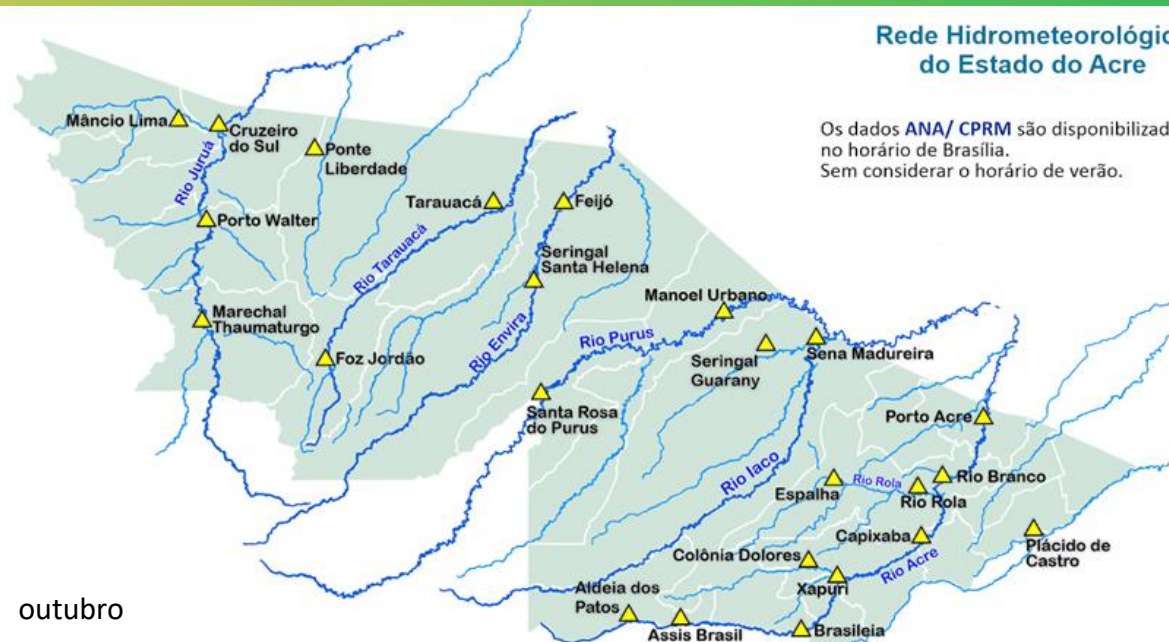 Rede Hidrometeorológic
do Estado do Acre
Os dados ANA/ CPRM são disponibilizad
no horário de Brasília.
Sem considerar o horário de verão.
Mâncio Lima
Cruzeiro
do Sul
Ponte
Liberdade
Rio Juruá
Porto Walter
Tarauacá
Feijó
Rio Tarauacá
Seringal
Santa Helena
Marechal
Thaumaturgo
Foz Jordão
Rio Envira
Manoel Urbano
Rio Purus
Seringal
Guarany
Sena Madureira
Santa Rosa
do Purus
Porto Acre
Rio Iaco
Espalha
Rio Rola
Rio Rola
Rio Branco
Capixaba
Plácido de
Castro
Colônia Dolores
Rio Acre
Xapuri
Aldeia dos
Patos
Assis Brasil
Brasileia
outubro